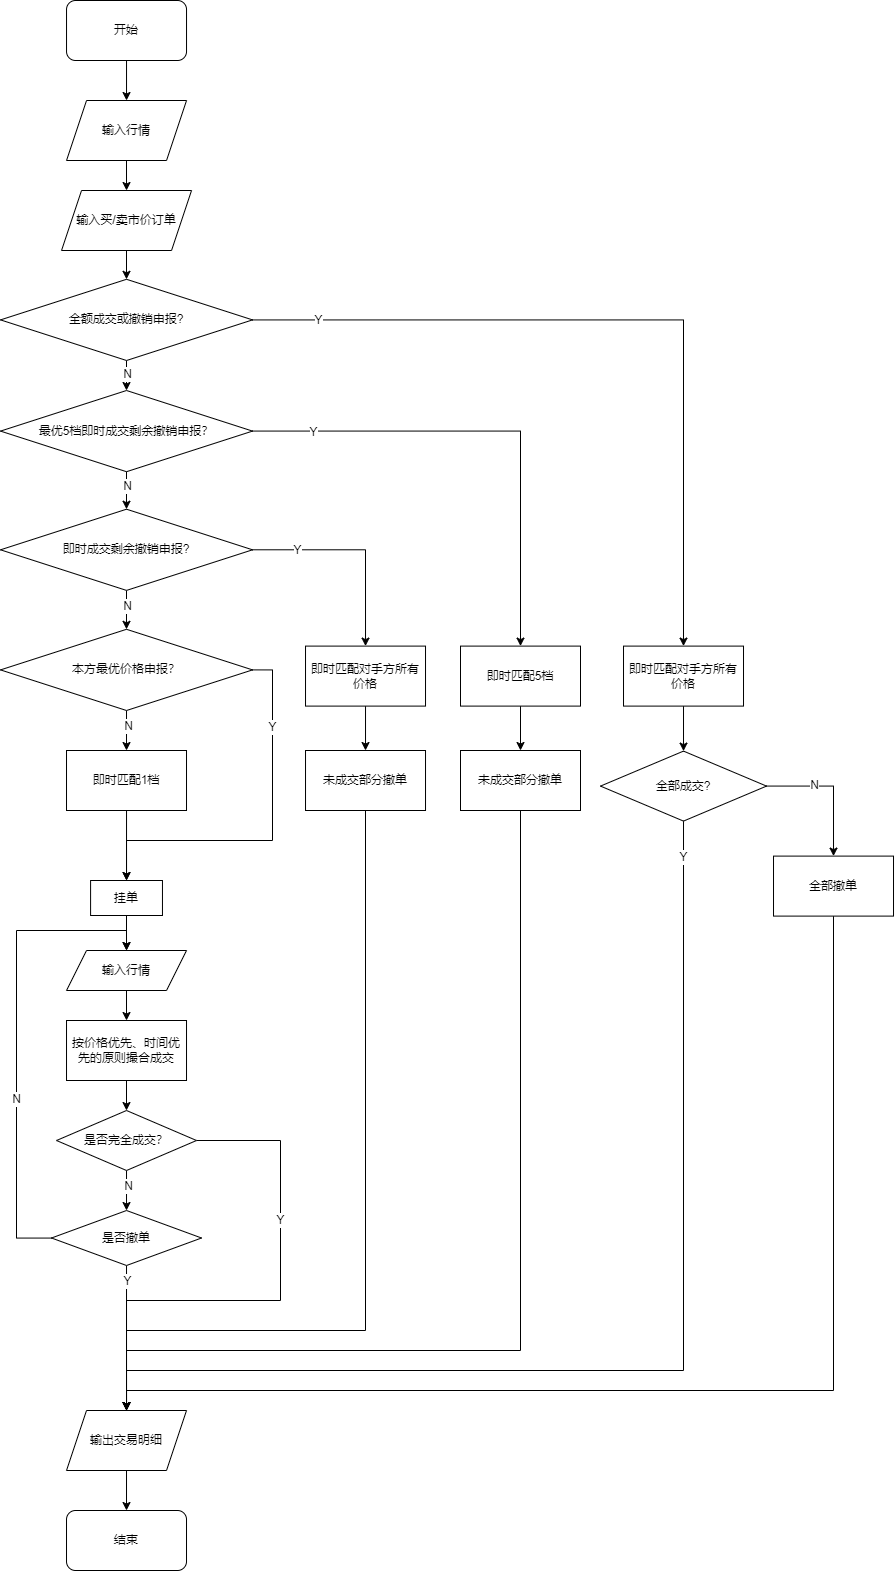 开始
输入行情
输入买/卖市价订单
全额成交或撤销申报?
Y
N
最优5档即时成交剩余撤销申报?
Y
N
即时成交剩余撤销申报?
Y
N
本方最优价格申报?
Y
N
即时匹配对手方所有
价格
即时匹配5档
即时匹配对手方所有
价格
即时匹配1档
未成交部分撤单
未成交部分撤单
全部成交?
N
Y
全部撤单
挂单
输入行情
按价格优先、时间优
先的原则撮合成交
N
是否完全成交?
N
Y
是否撤单
Y
输出交易明细
结束